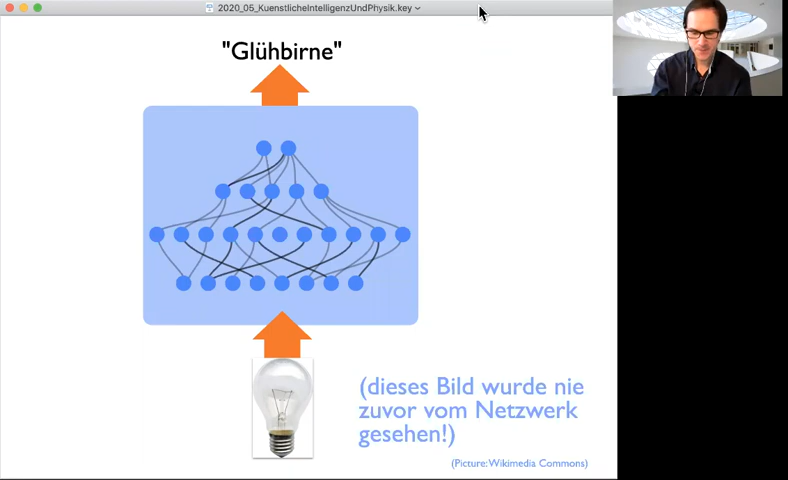 2020_05_KuenstlicheIntelligenzUndPhysik.key
"Glühbirne"
(dieses Bild wurde nie
zuvor vom Netzwerk
gesehen!)
(Picture: Wikimedia Commons)